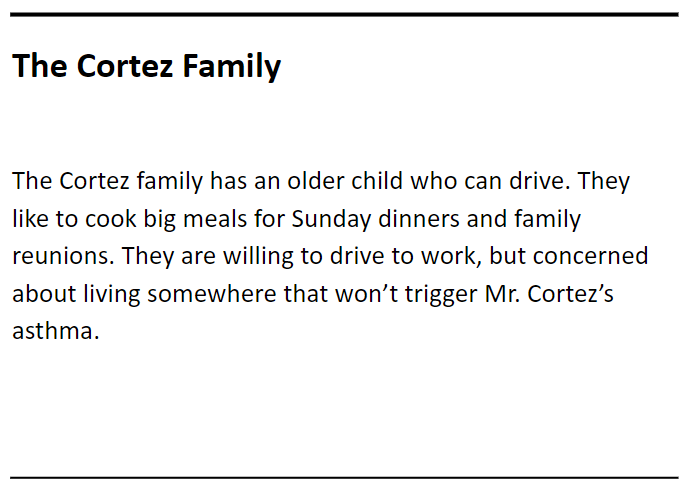 The Cortez Family
The Cortez family has an older child who can drive. They
like to cook big meals for Sunday dinners and family
reunions. They are willing to drive to work, but concerned
about living somewhere that won’t trigger Mr. Cortez’s
asthma.